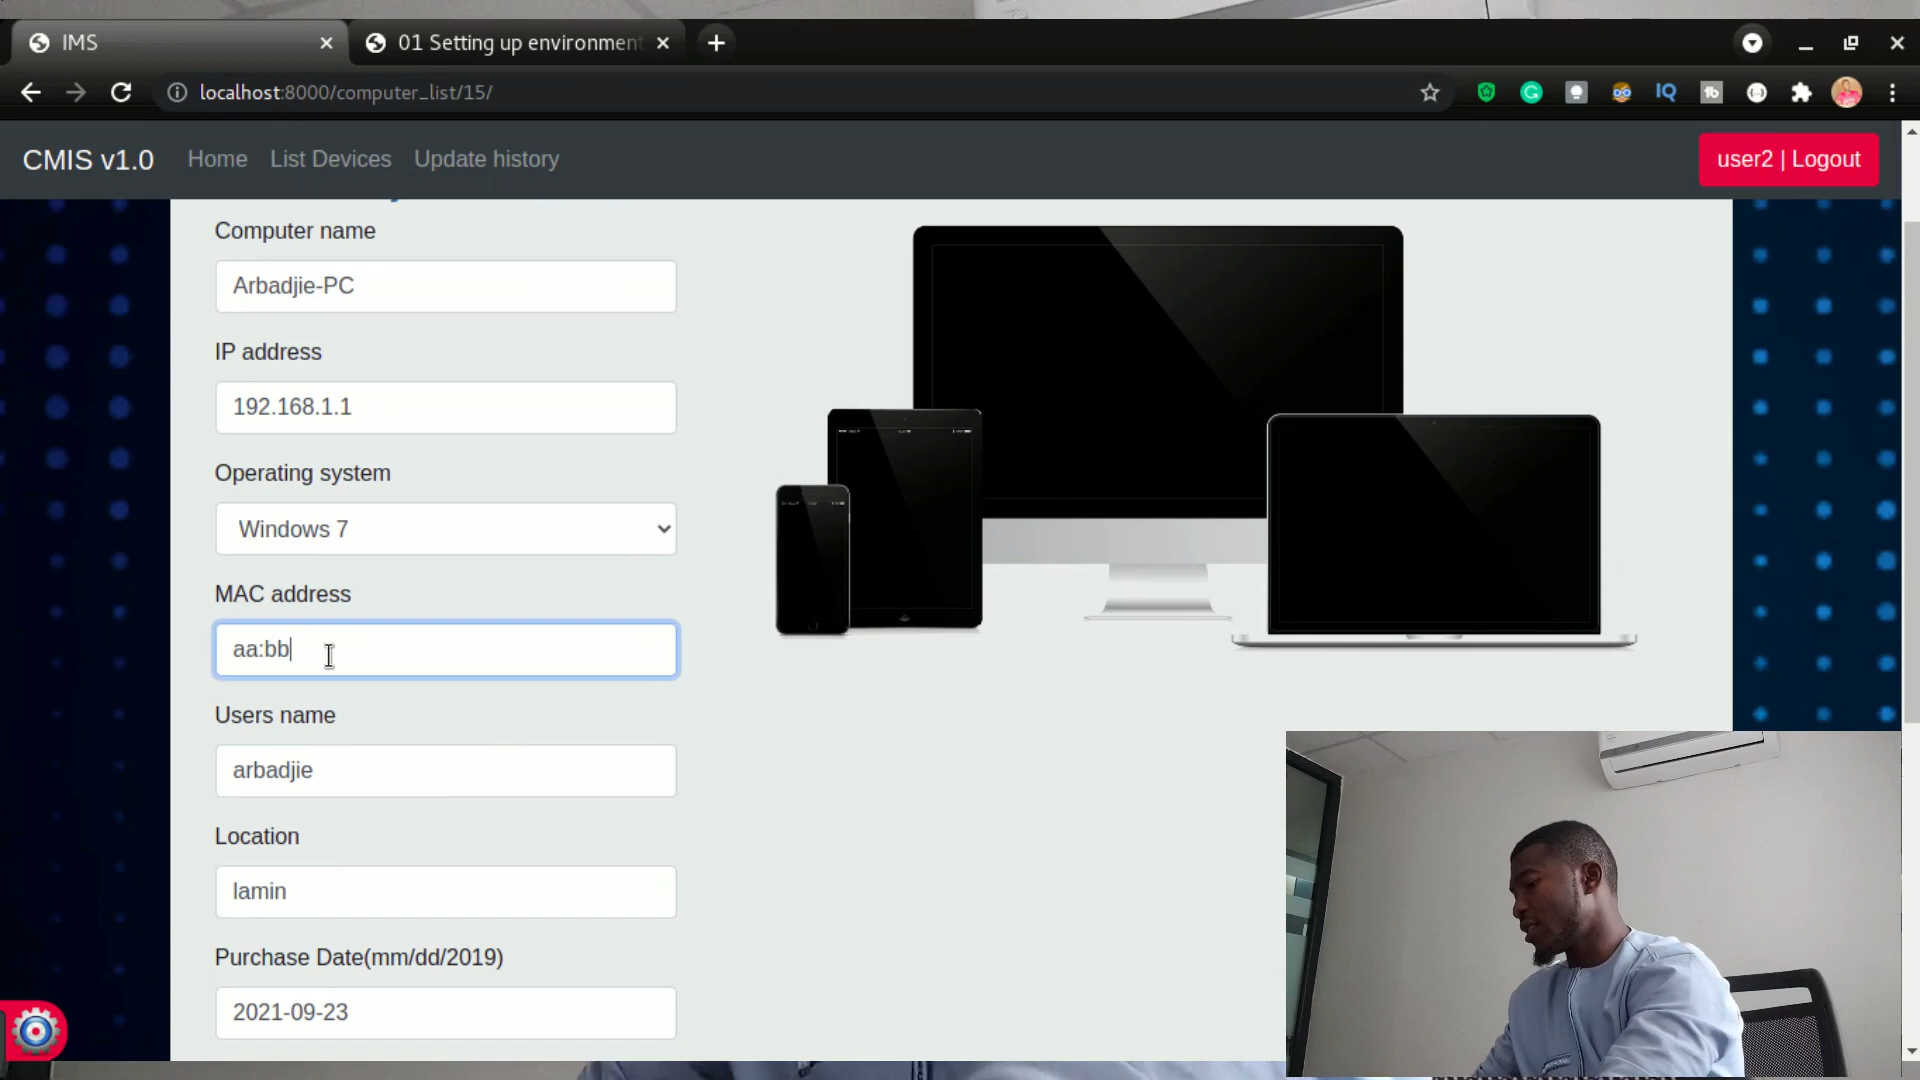 IMS
01 Setting up environment
localhost:8000/computer_list/15/
CMIS v1.0
Home
List Devices
Update history
user2 | Logout
Computer name
Arbadjie-PC
IP address
192.168.1.1
Operating system
Windows 7
MAC address
aa:bb
Users name
arbadjie
Location
lamin
Purchase Date(mm/dd/2019)
2021-09-23